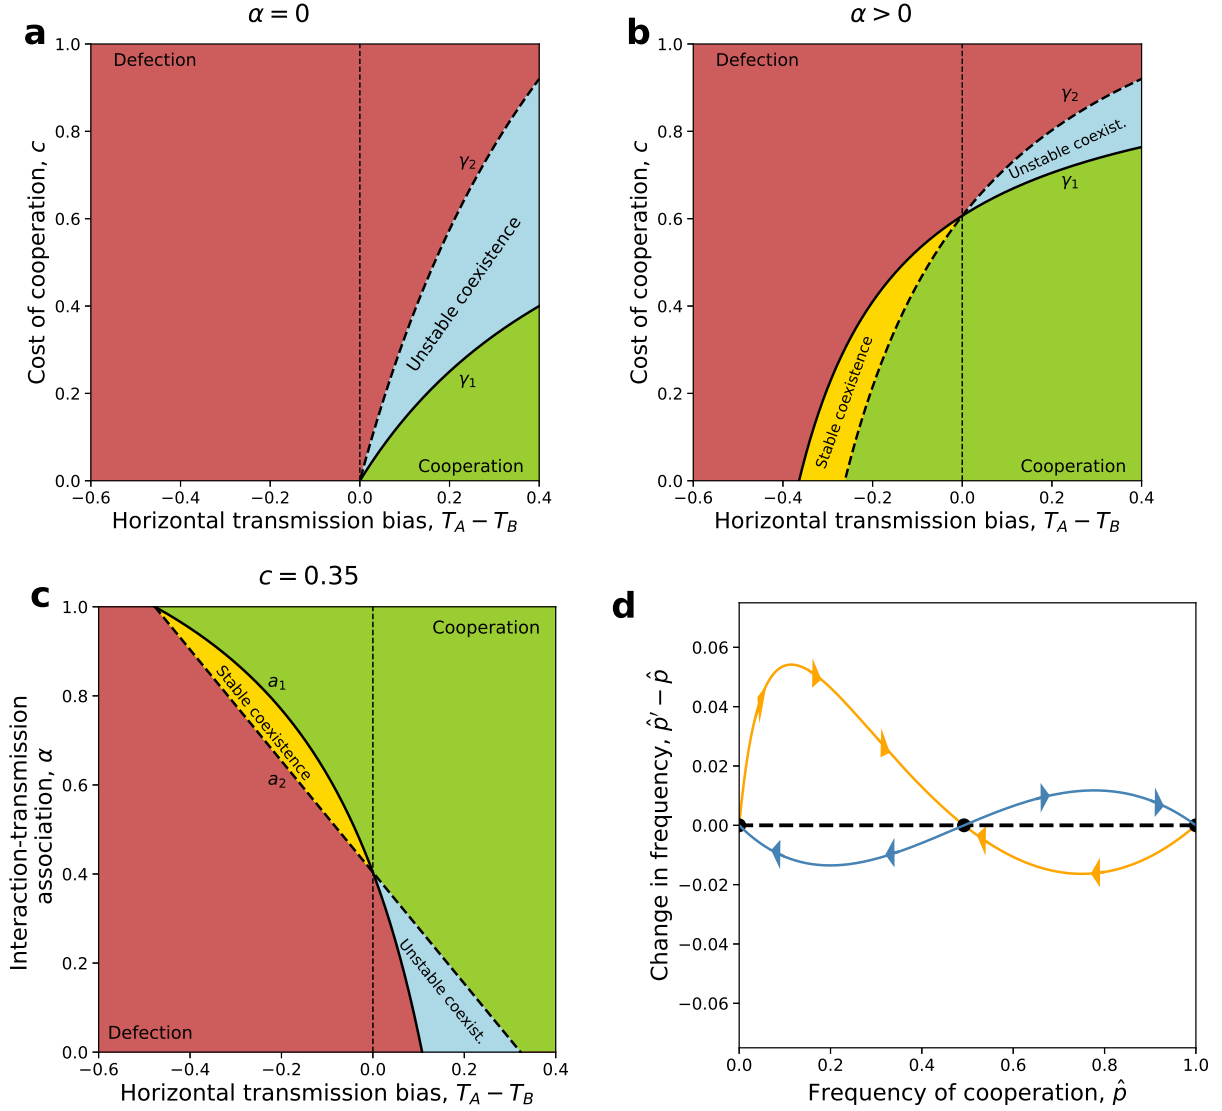 a
α = 0
Defection
γ₂
Unstable coexistence
γ₁
Cooperation
Cost of cooperation, c
1.0
0.8
0.6
0.4
0.2
0.0
−0.6 −0.4 −0.2 0.0 0.2 0.4
Horizontal transmission bias, T_A − T_B
b
α > 0
Defection
γ₂
Unstable coexist.
γ₁
Stable coexistence
Cooperation
Cost of cooperation, c
1.0
0.8
0.6
0.4
0.2
0.0
−0.6 −0.4 −0.2 0.0 0.2 0.4
Horizontal transmission bias, T_A − T_B
c
c = 0.35
Cooperation
a₁
Stable coexistence
a₂
Unstable coexist.
Defection
Interaction-transmission
association, α
1.0
0.8
0.6
0.4
0.2
0.0
−0.6 −0.4 −0.2 0.0 0.2 0.4
Horizontal transmission bias, T_A − T_B
d
Change in frequency, p̂′ − p̂
0.06
0.04
0.02
0.00
−0.02
−0.04
−0.06
0.0 0.2 0.4 0.6 0.8 1.0
Frequency of cooperation, p̂